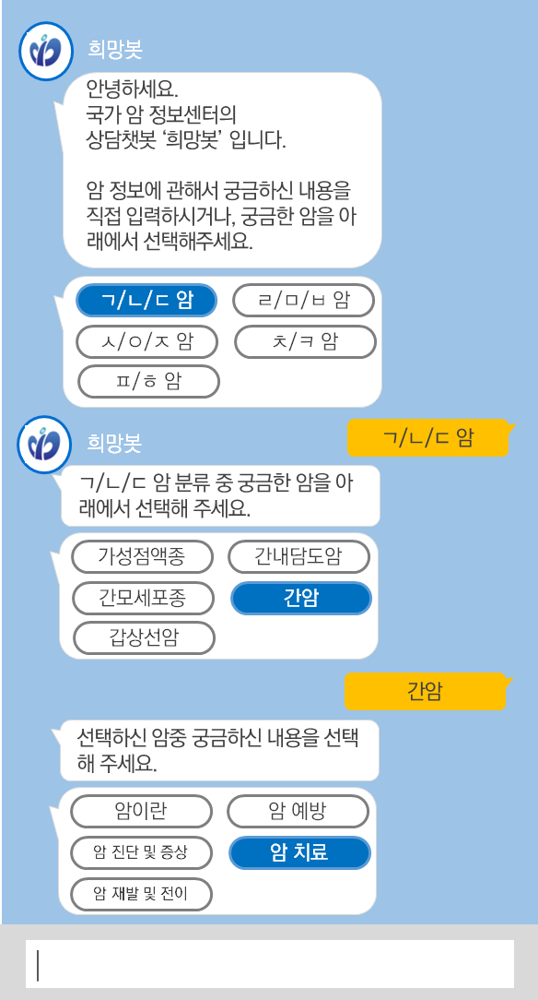 희망봇
안녕하세요.
국가 암 정보센터의
상담챗봇 ‘희망봇’ 입니다.
암 정보에 관해서 궁금하신 내용을
직접 입력하시거나, 궁금한 암을 아
래에서 선택해주세요.
ㄱ/ㄴ/ㄷ 암
ㄹ/ㅁ/ㅂ 암
ㅅ/ㅇ/ㅈ 암
ㅊ/ㅋ 암
ㅍ/ㅎ 암
ㄱ/ㄴ/ㄷ 암
희망봇
ㄱ/ㄴ/ㄷ 암 분류 중 궁금한 암을 아
래에서 선택해 주세요.
가성점액종
간내담도암
간모세포종
간암
갑상선암
간암
선택하신 암중 궁금하신 내용을 선택
해 주세요.
암이란
암 예방
암 진단 및 증상
암 치료
암 재발 및 전이